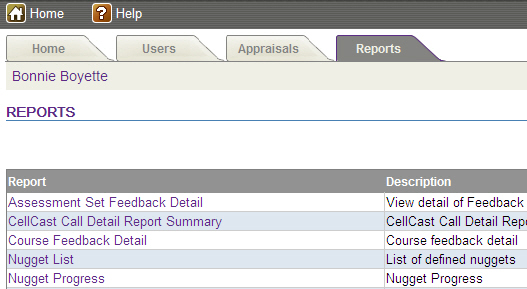 Home Help
Home Users Appraisals Reports
Bonnie Boyette
REPORTS
Report Description
Assessment Set Feedback Detail View detail of Feedback
CellCast Call Detail Report Summary CellCast Call Detail Repo
Course Feedback Detail Course feedback detail
Nugget List List of defined nuggets
Nugget Progress Nugget Progress